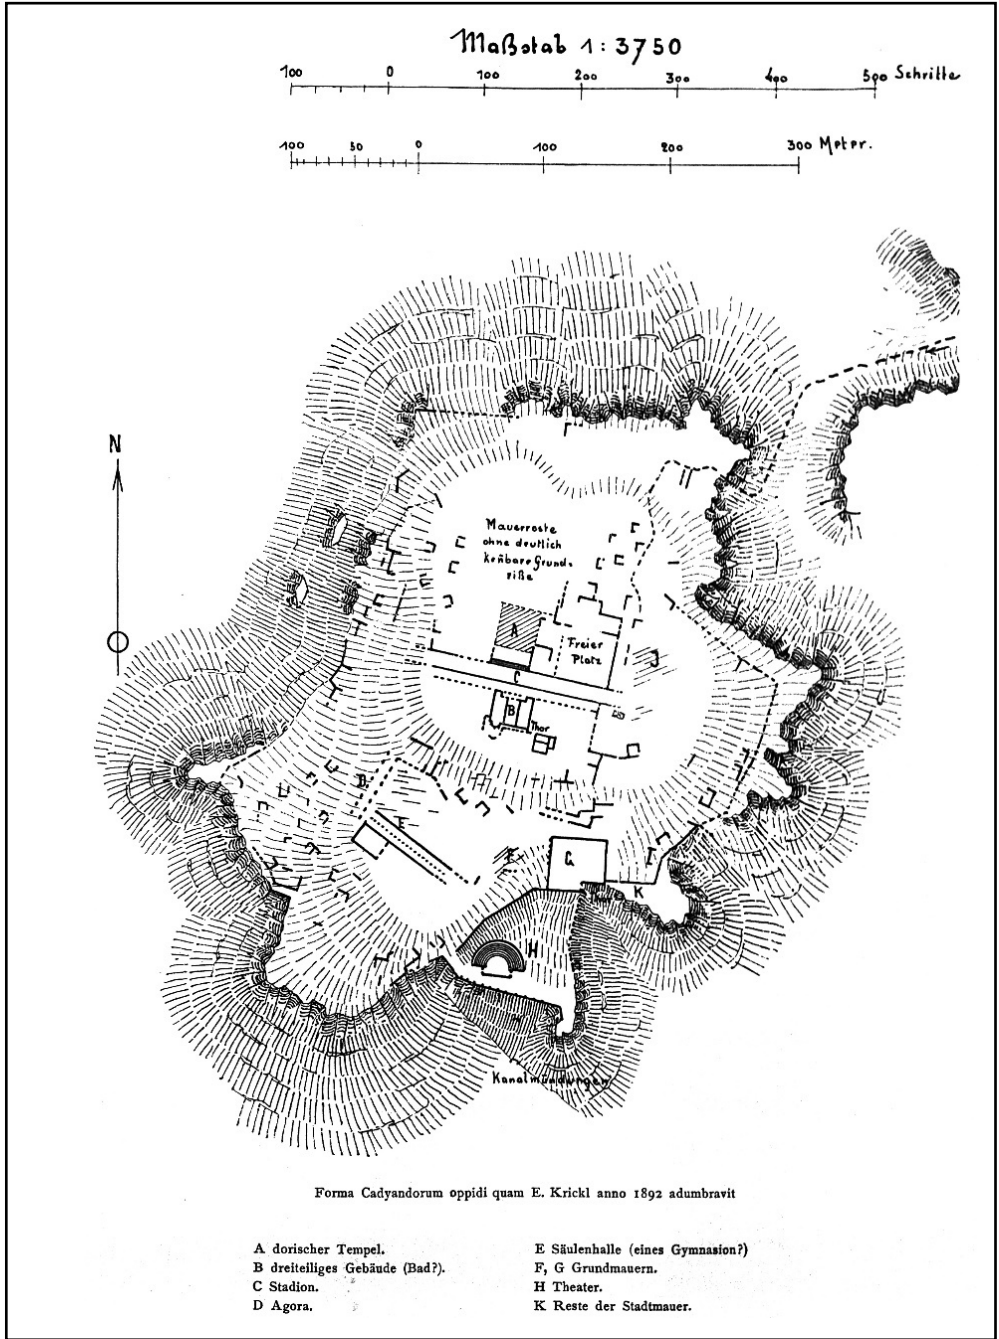 Maßstab 1:3750
100 0 100 200 300 400 500 Schritte
100 50 0 100 200 300 Meter.
N
Mauerreste
ohne deutlich
keñbare Grund-
riße
A
Freier
Platz
C
B
Thor
D
E
F
G
K
Thor
H
Kanalmündungen
Forma Cadyandorum oppidi quam E. Krickl anno 1892 adumbravit
A dorischer Tempel.
B dreiteiliges Gebäude (Bad?).
C Stadion.
D Agora.
E Säulenhalle (eines Gymnasion?)
F, G Grundmauern.
H Theater.
K Reste der Stadtmauer.